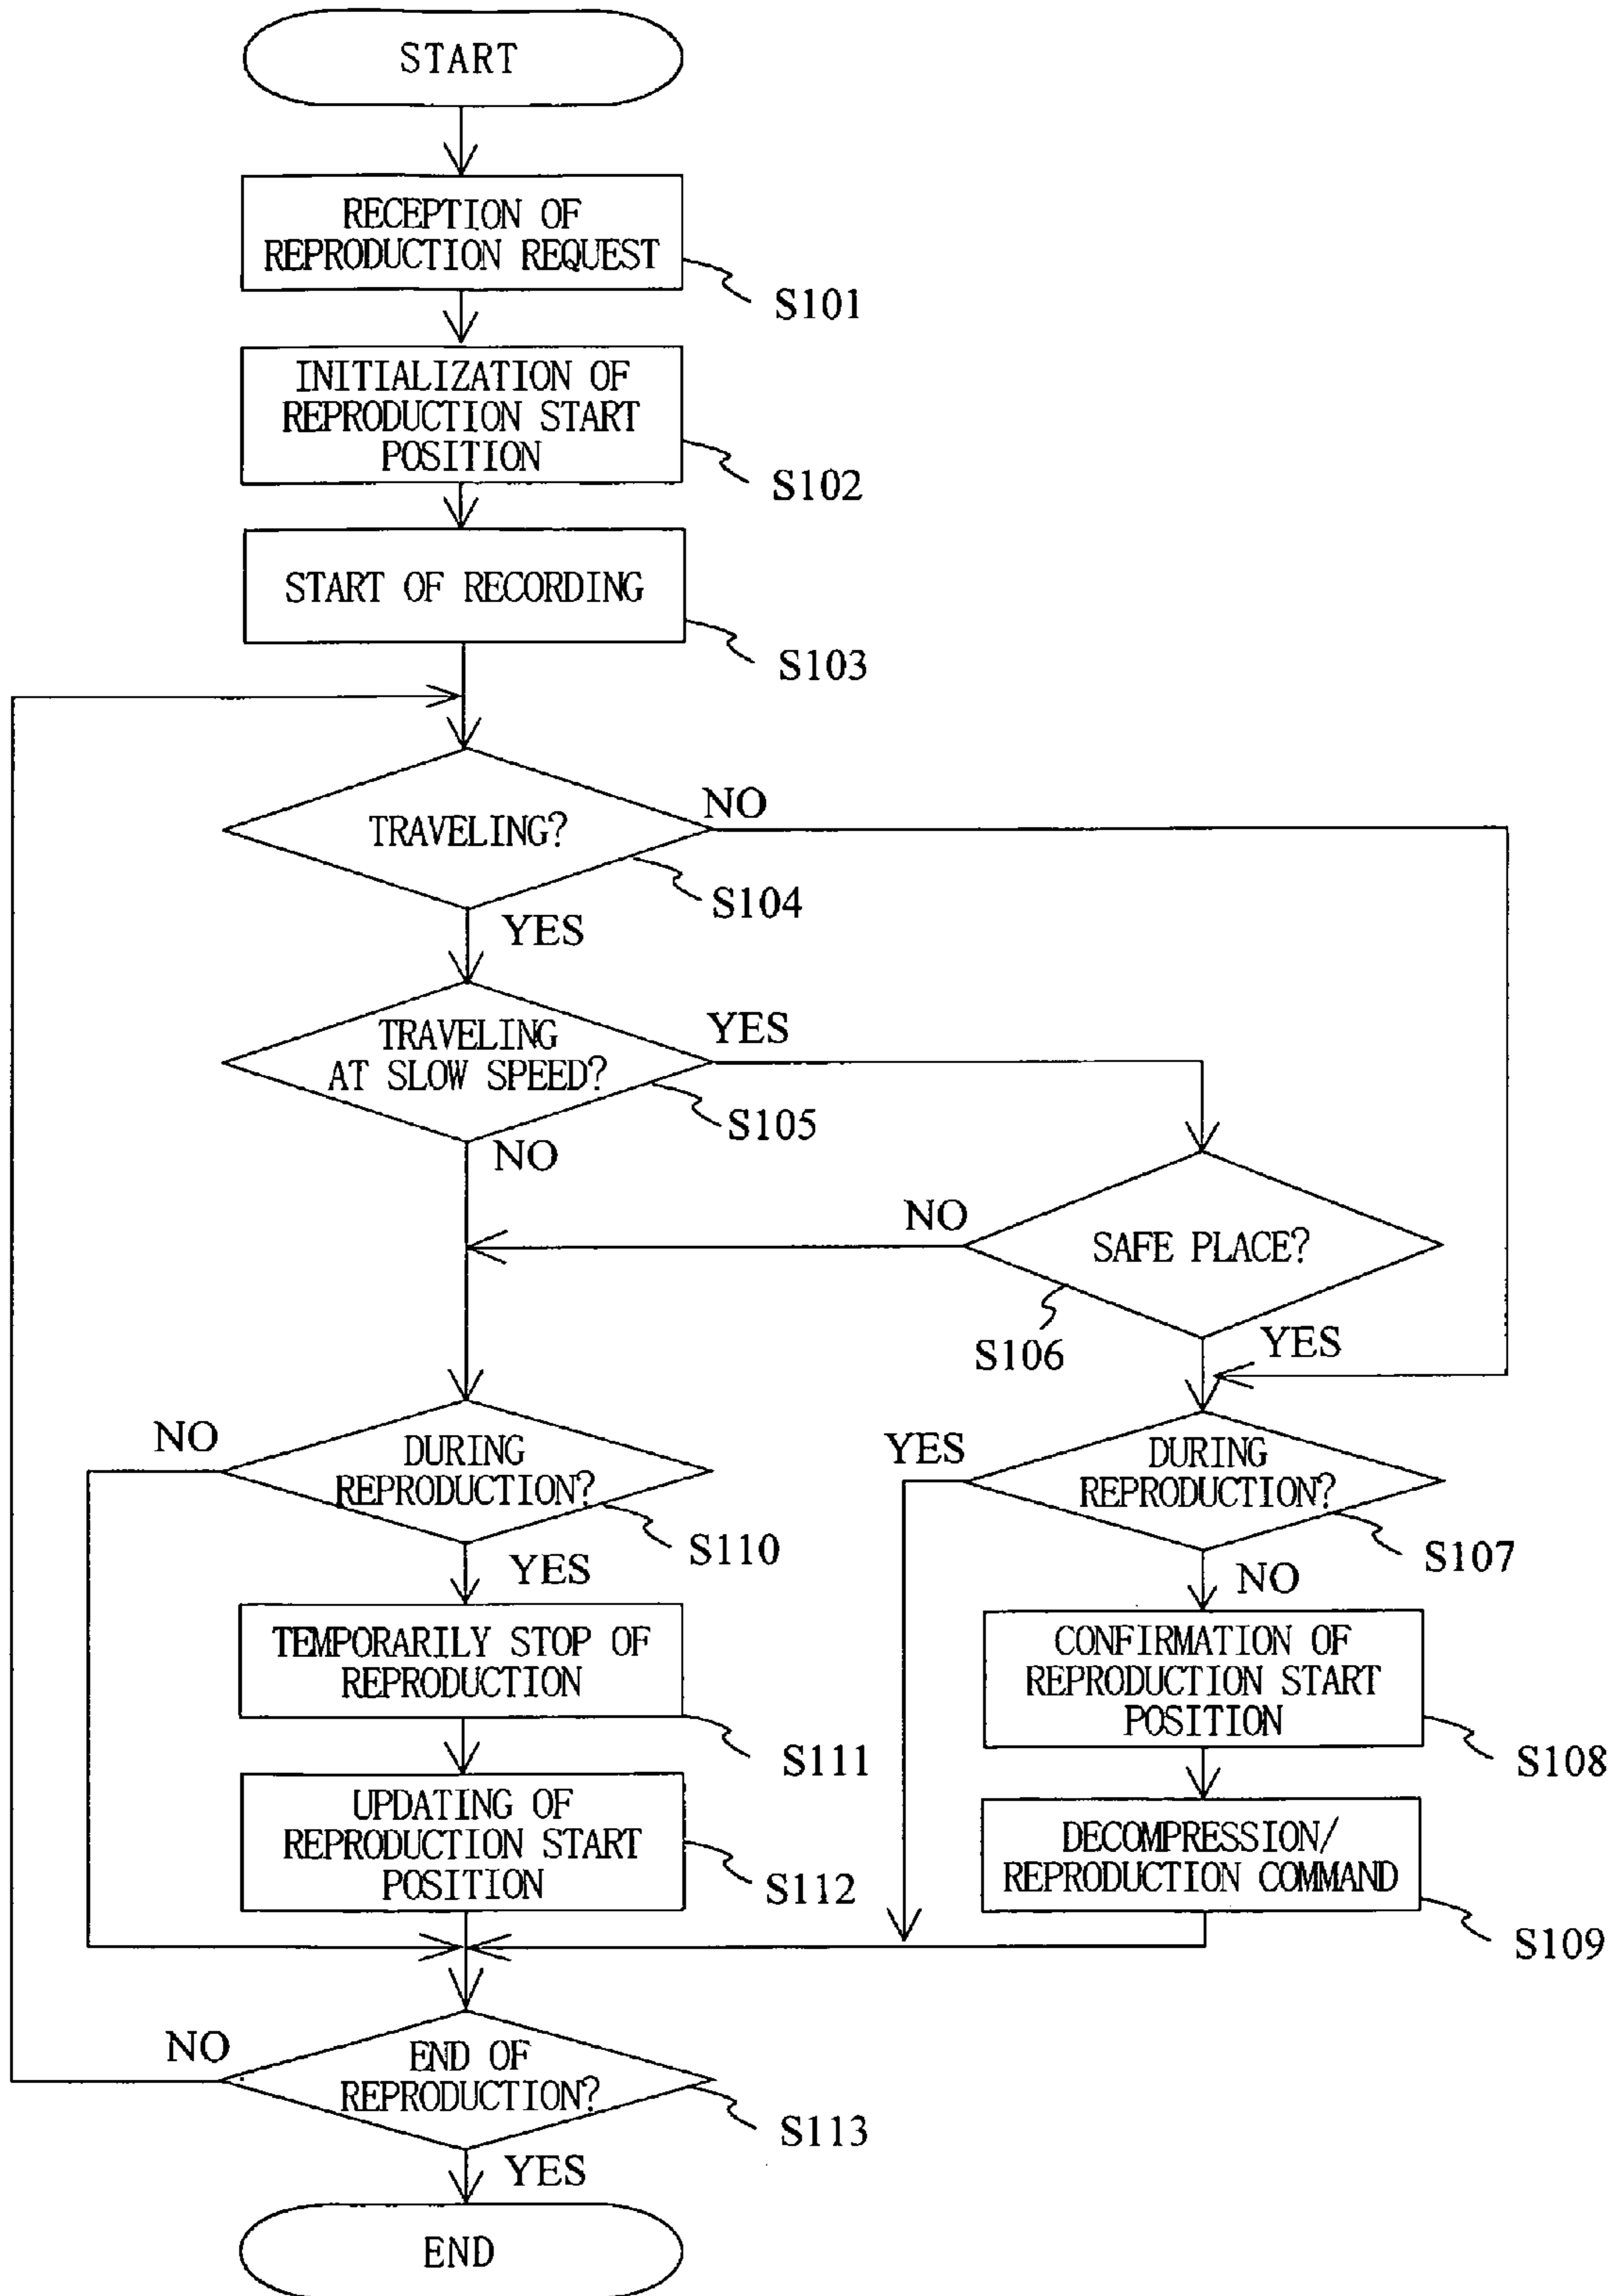 START
RECEPTION OF
REPRODUCTION REQUEST
S101
INITIALIZATION OF
REPRODUCTION START
POSITION
S102
START OF RECORDING
S103
TRAVELING?
NO
S104
YES
TRAVELING
AT SLOW SPEED?
YES
S105
NO
SAFE PLACE?
NO
S106
YES
DURING
REPRODUCTION?
NO
S110
YES
DURING
REPRODUCTION?
YES
S107
NO
TEMPORARILY STOP OF
REPRODUCTION
S111
CONFIRMATION OF
REPRODUCTION START
POSITION
S108
UPDATING OF
REPRODUCTION START
POSITION
S112
DECOMPRESSION/
REPRODUCTION COMMAND
S109
END OF
REPRODUCTION?
NO
S113
YES
END